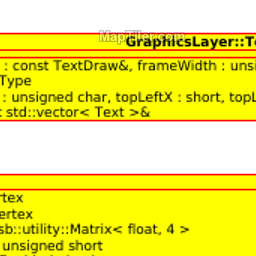 MapTiler.com
GraphicsLayer::Te
: const TextDraw&, frameWidth : unsi
Type
: unsigned char, topLeftX : short, topL
: std::vector< Text >&
rtex
ertex
sb::utility::Matrix< float, 4 >
unsigned short